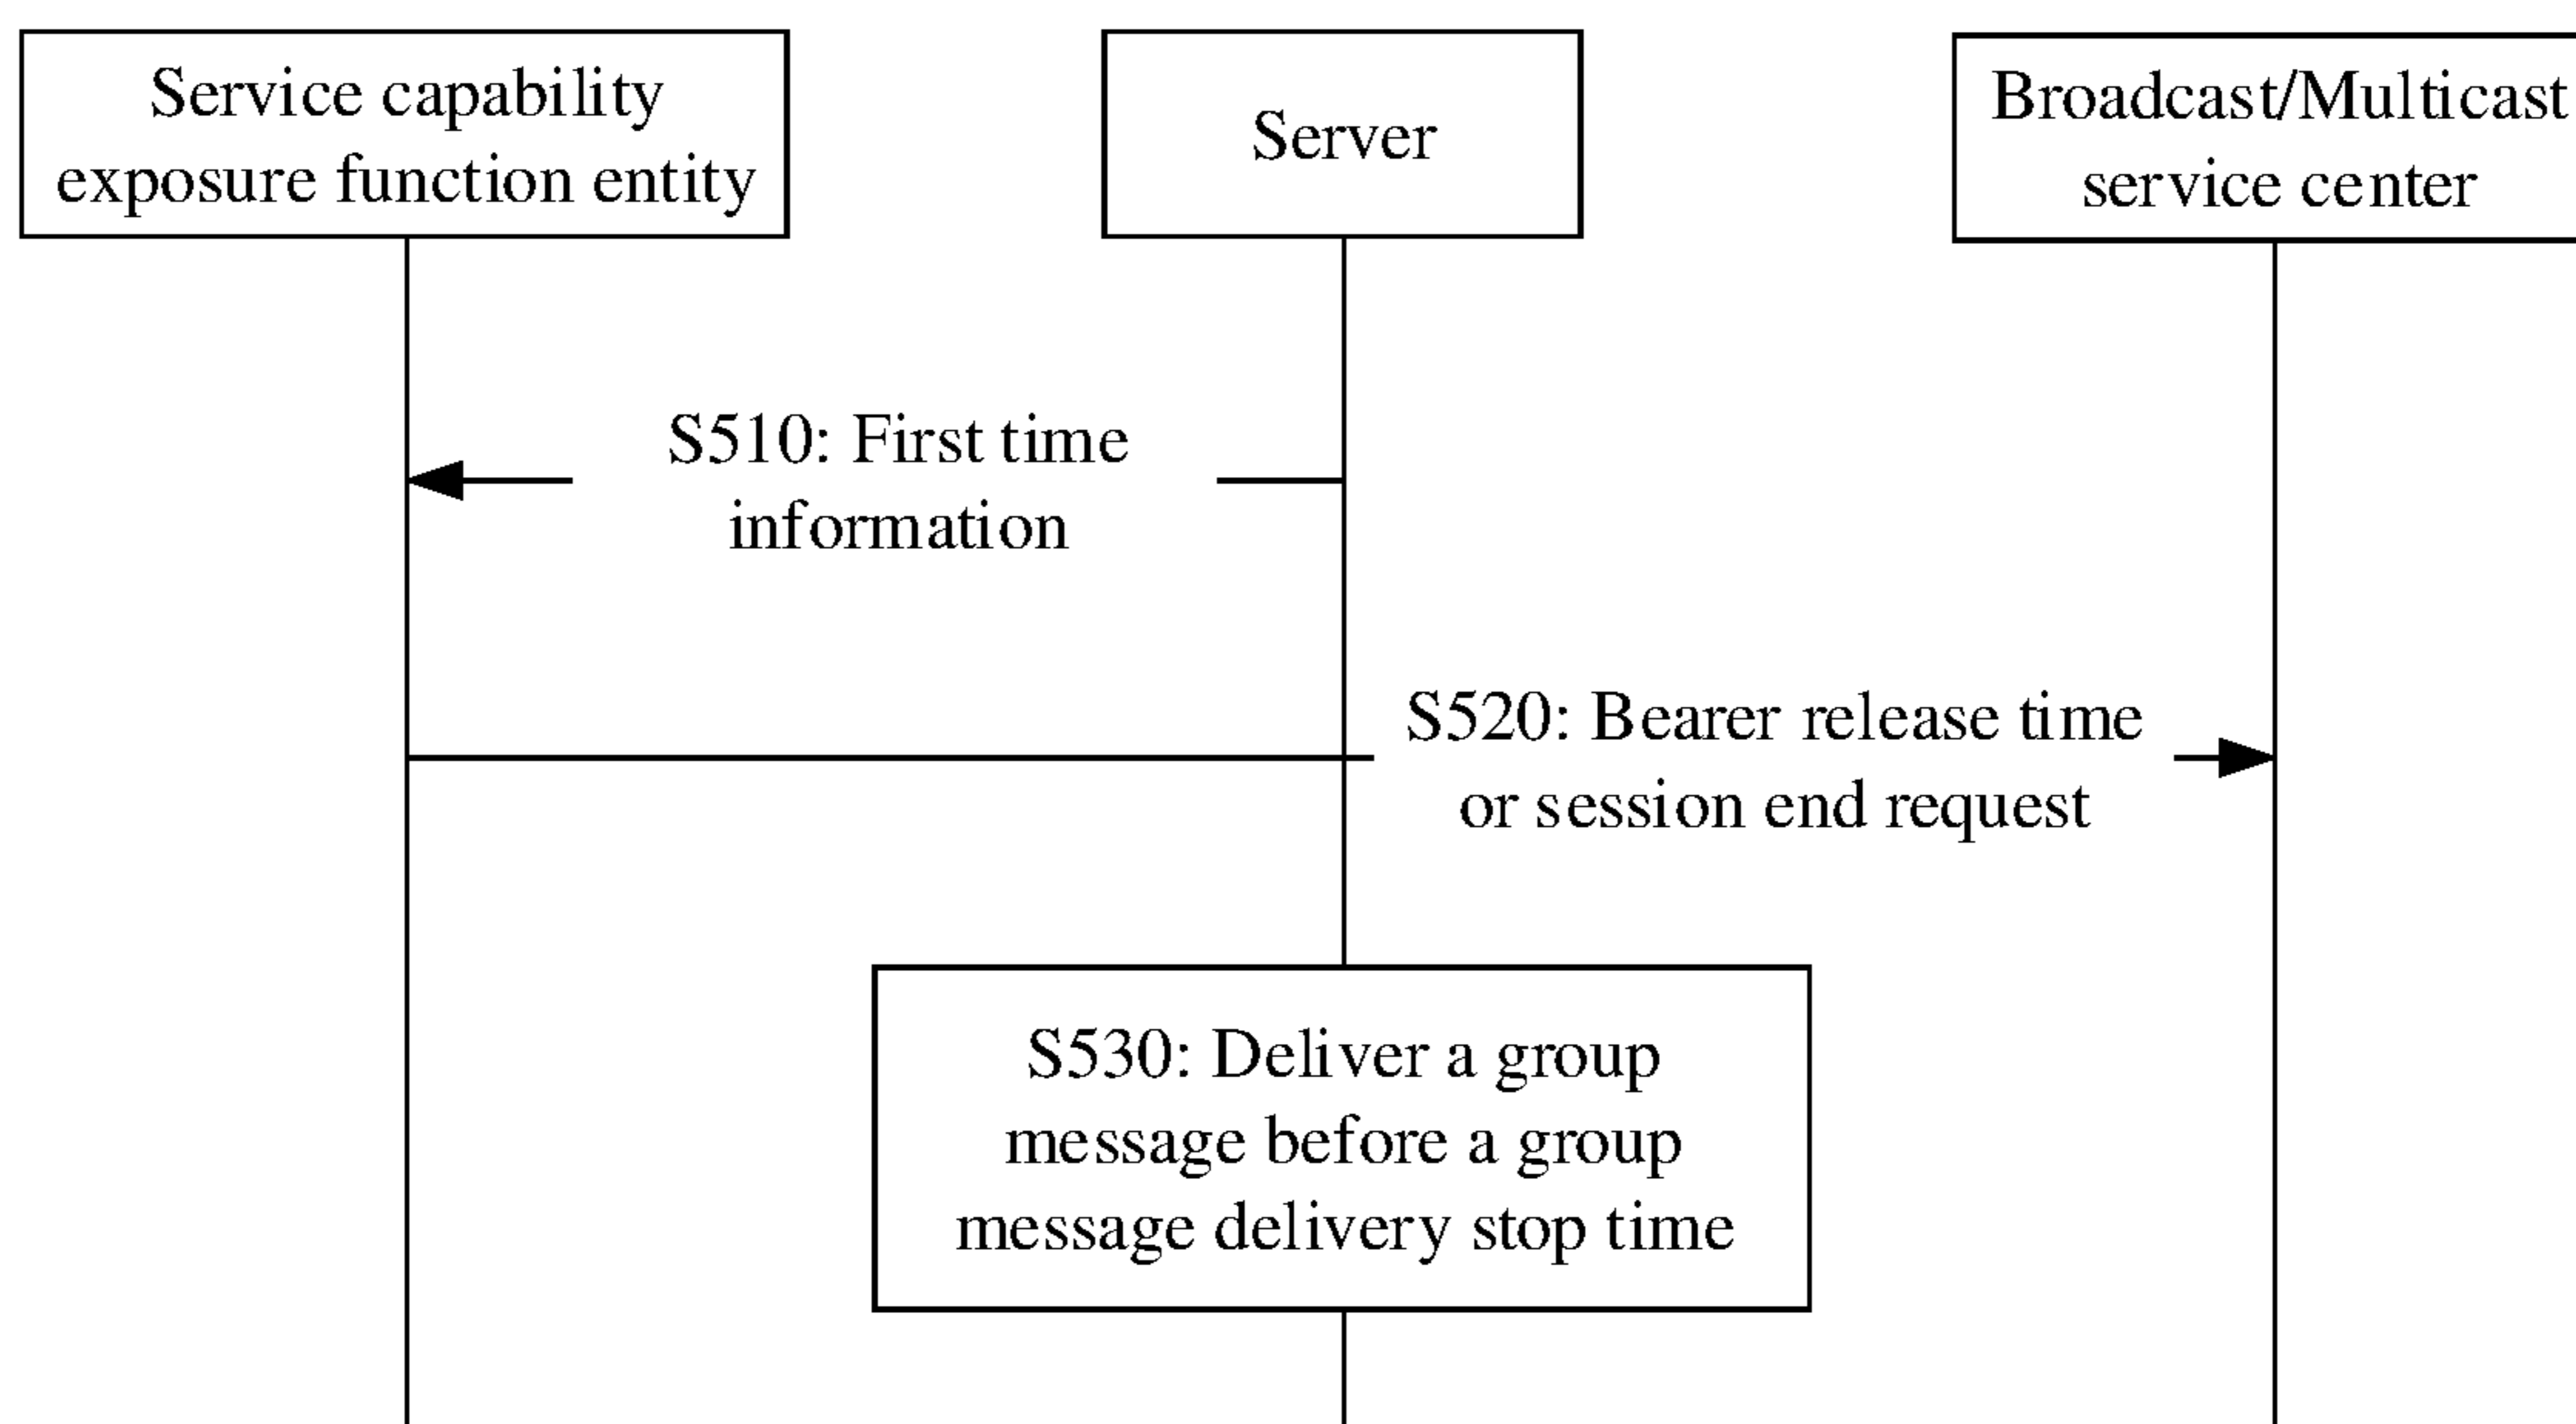 Service capability
exposure function entity
Server
Broadcast/Multicast
service center
S510: First time
information
S520: Bearer release time
or session end request
S530: Deliver a group
message before a group
message delivery stop time